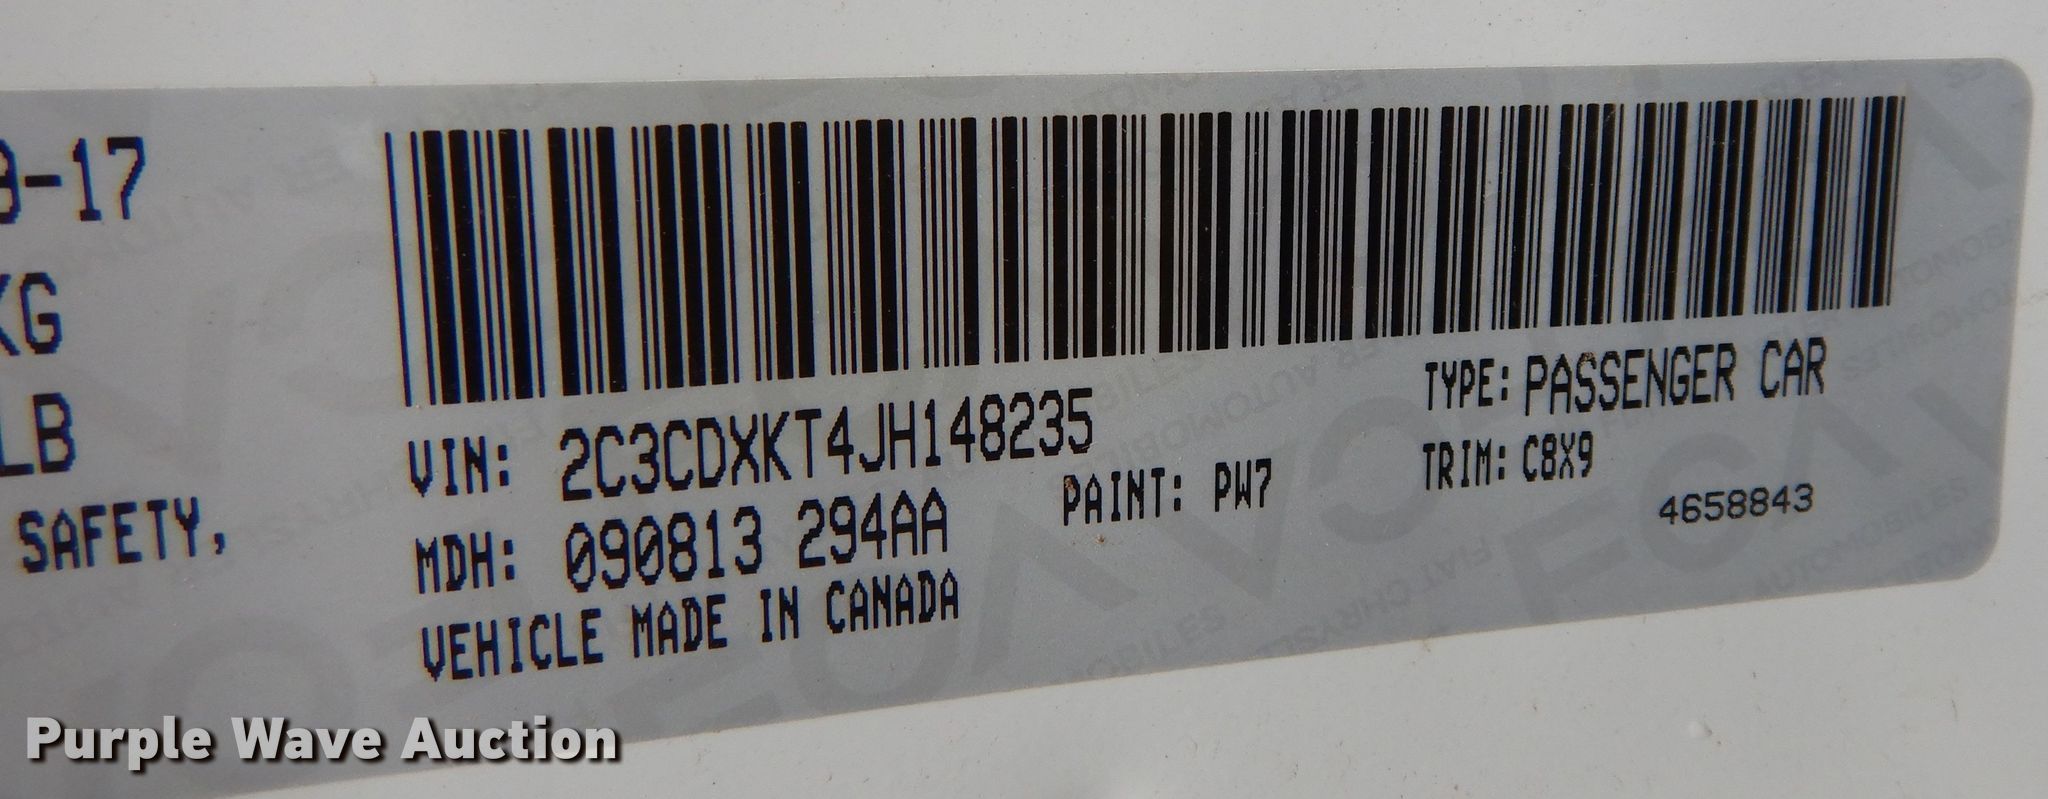 9-17
KG
LB
SAFETY,
VIN: 2C3CDXKT4JH148235
TYPE: PASSENGER CAR
MDH: 090813 294AA
PAINT: PW7
TRIM: C8X9
4658843
VEHICLE MADE IN CANADA
Purple Wave Auction